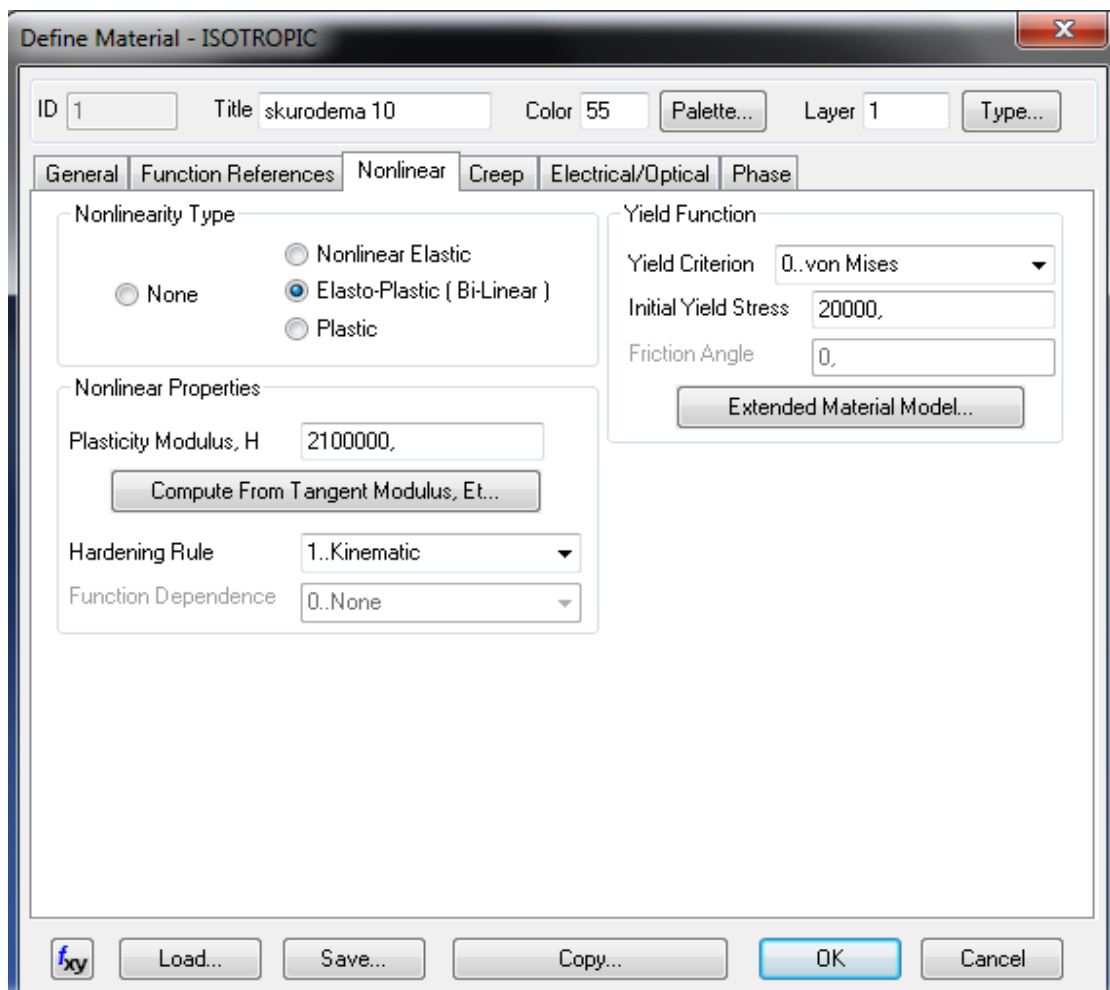 Define Material - ISOTROPIC
ID 1 Title skurodema 10 Color 55 Palette... Layer 1 Type...
General Function References Nonlinear Creep Electrical/Optical Phase
Nonlinearity Type
None
Nonlinear Elastic
Elasto-Plastic ( Bi-Linear )
Plastic
Nonlinear Properties
Plasticity Modulus, H 2100000,
Compute From Tangent Modulus, Et...
Hardening Rule 1..Kinematic
Function Dependence 0..None
Yield Function
Yield Criterion 0..von Mises
Initial Yield Stress 20000,
Friction Angle 0,
Extended Material Model...
fxy Load... Save... Copy... OK Cancel